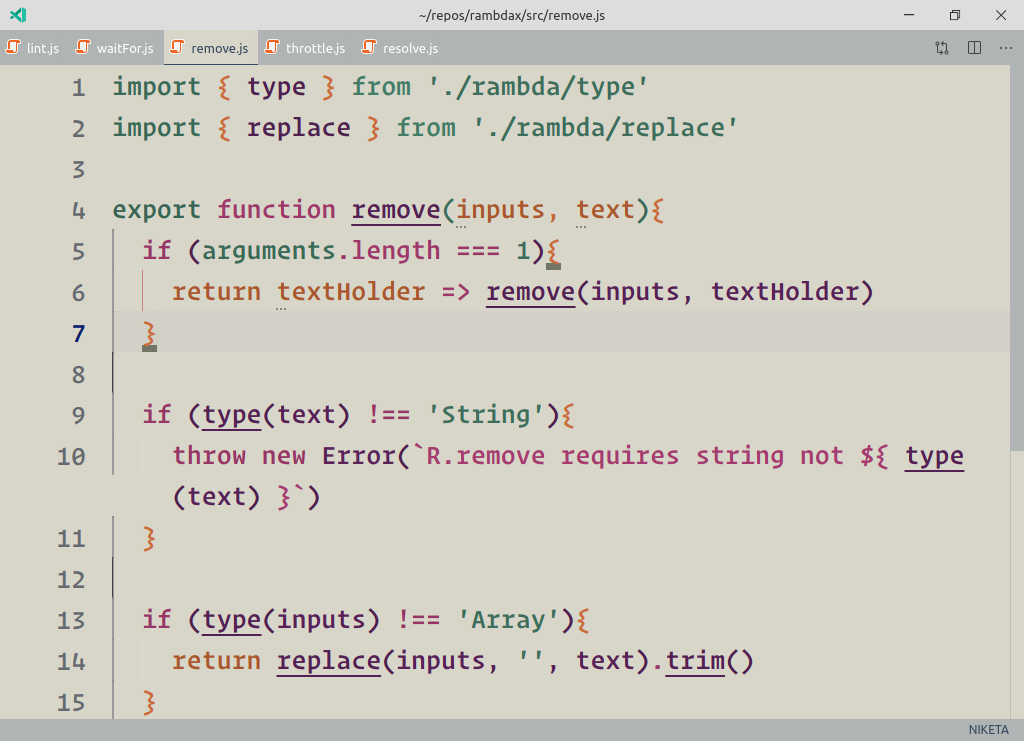 ~/repos/rambdax/src/remove.js
lint.js waitFor.js remove.js throttle.js resolve.js
1 import { type } from './rambda/type'
2 import { replace } from './rambda/replace'
3
4 export function remove(inputs, text){
5 if (arguments.length === 1){
6 return textHolder => remove(inputs, textHolder)
7 }
8
9 if (type(text) !== 'String'){
10 throw new Error(`R.remove requires string not ${ type
(text) }`)
11 }
12
13 if (type(inputs) !== 'Array'){
14 return replace(inputs, '', text).trim()
15 }
NIKETA